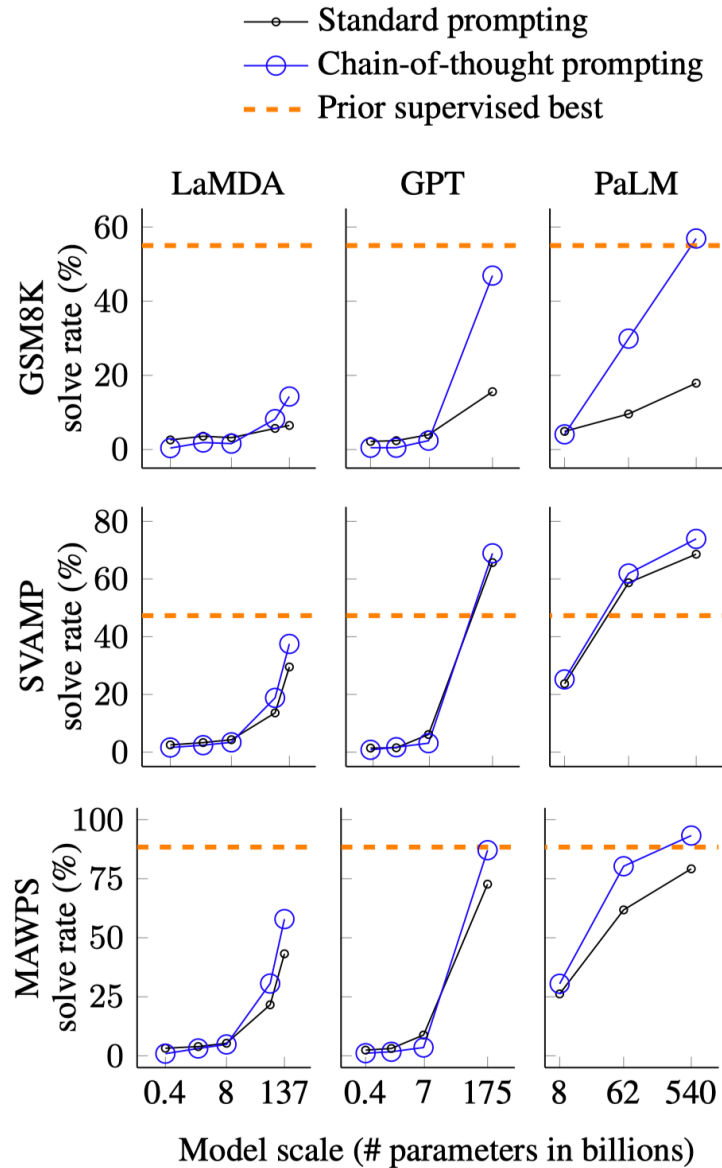 Standard prompting
Chain-of-thought prompting
Prior supervised best
LaMDA GPT PaLM
GSM8K
solve rate (%)
60
40
20
0
SVAMP
solve rate (%)
80
60
40
20
0
MAWPS
solve rate (%)
100
75
50
25
0
0.4 8 137 0.4 7 175 8 62 540
Model scale (# parameters in billions)